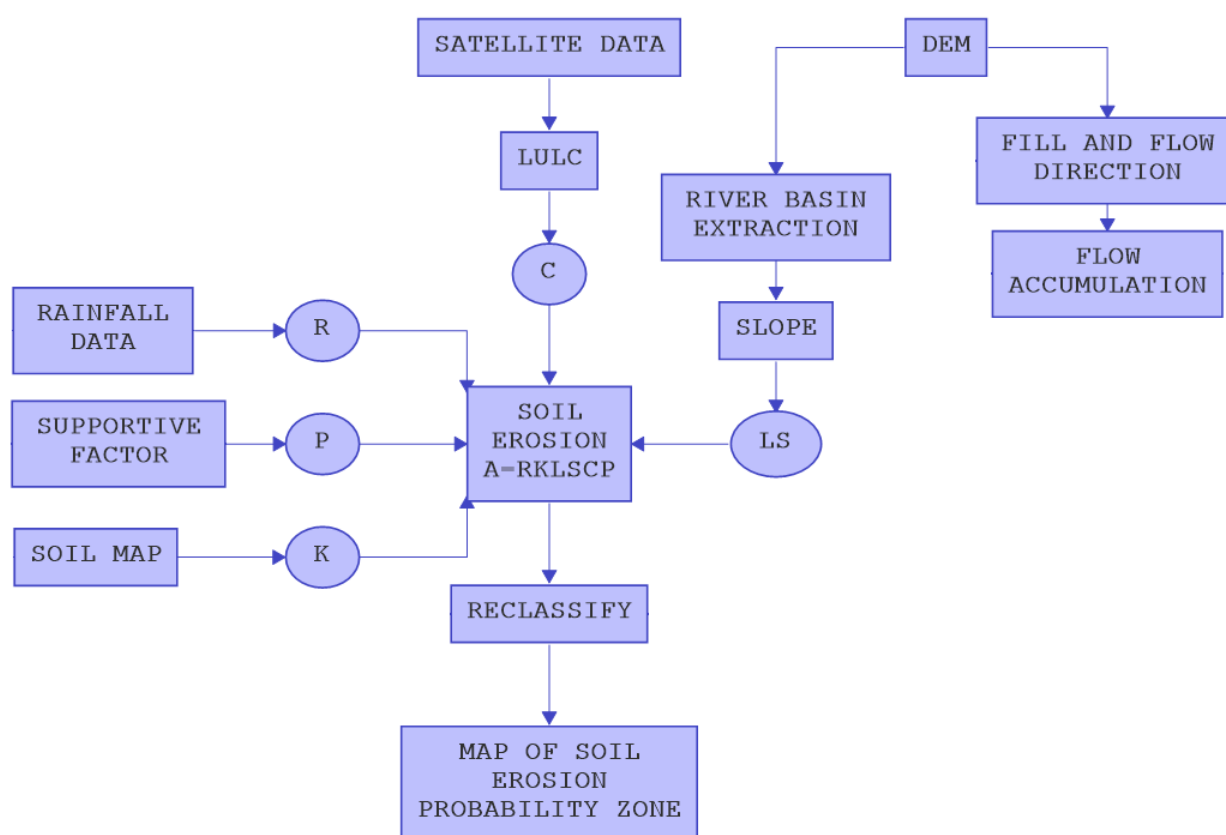 SATELLITE DATA
DEM
LULC
FILL AND FLOW
DIRECTION
RIVER BASIN
EXTRACTION
C
FLOW
ACCUMULATION
RAINFALL
DATA
R
SLOPE
SUPPORTIVE
FACTOR
P
SOIL
EROSION
A=RKLSCP
LS
SOIL MAP
K
RECLASSIFY
MAP OF SOIL
EROSION
PROBABILITY ZONE